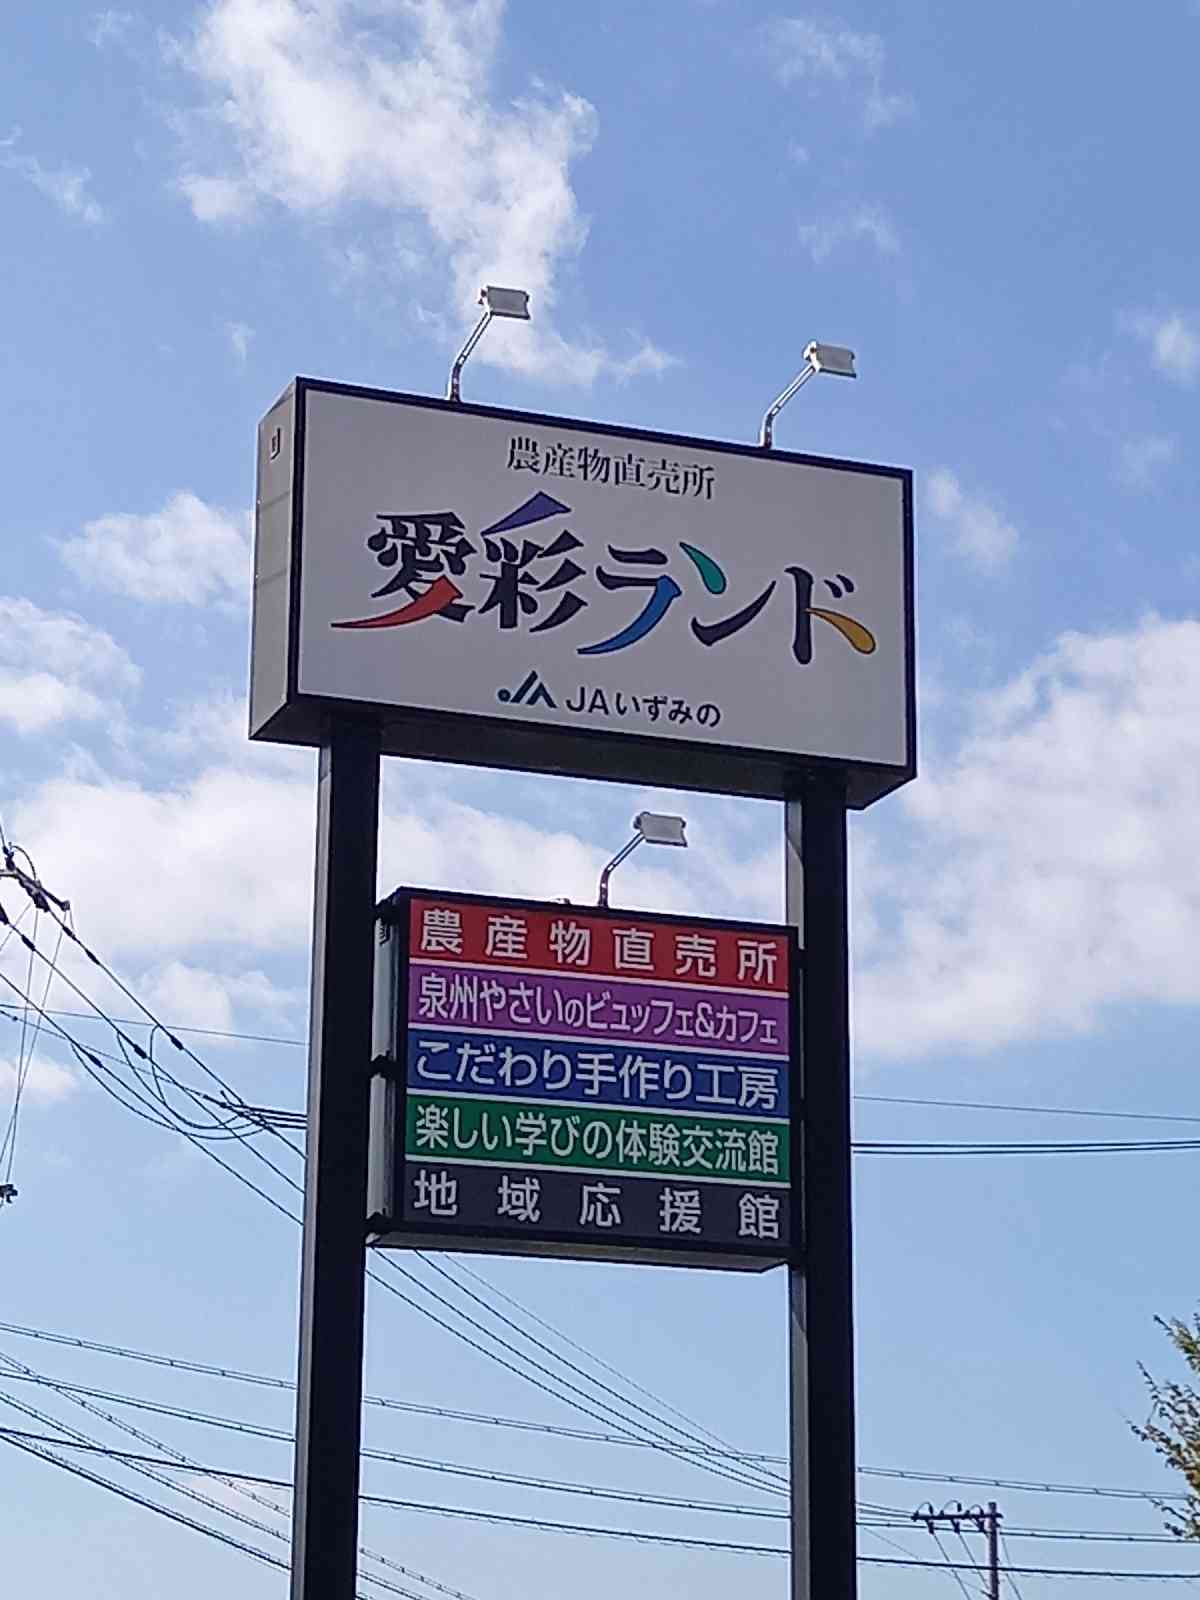 農産物直売所
愛彩ランド
JAいずみの
農産物直売所
泉州やさいのビュッフェ&カフェ
こだわり手作り工房
楽しい学びの体験交流館
地域応援館